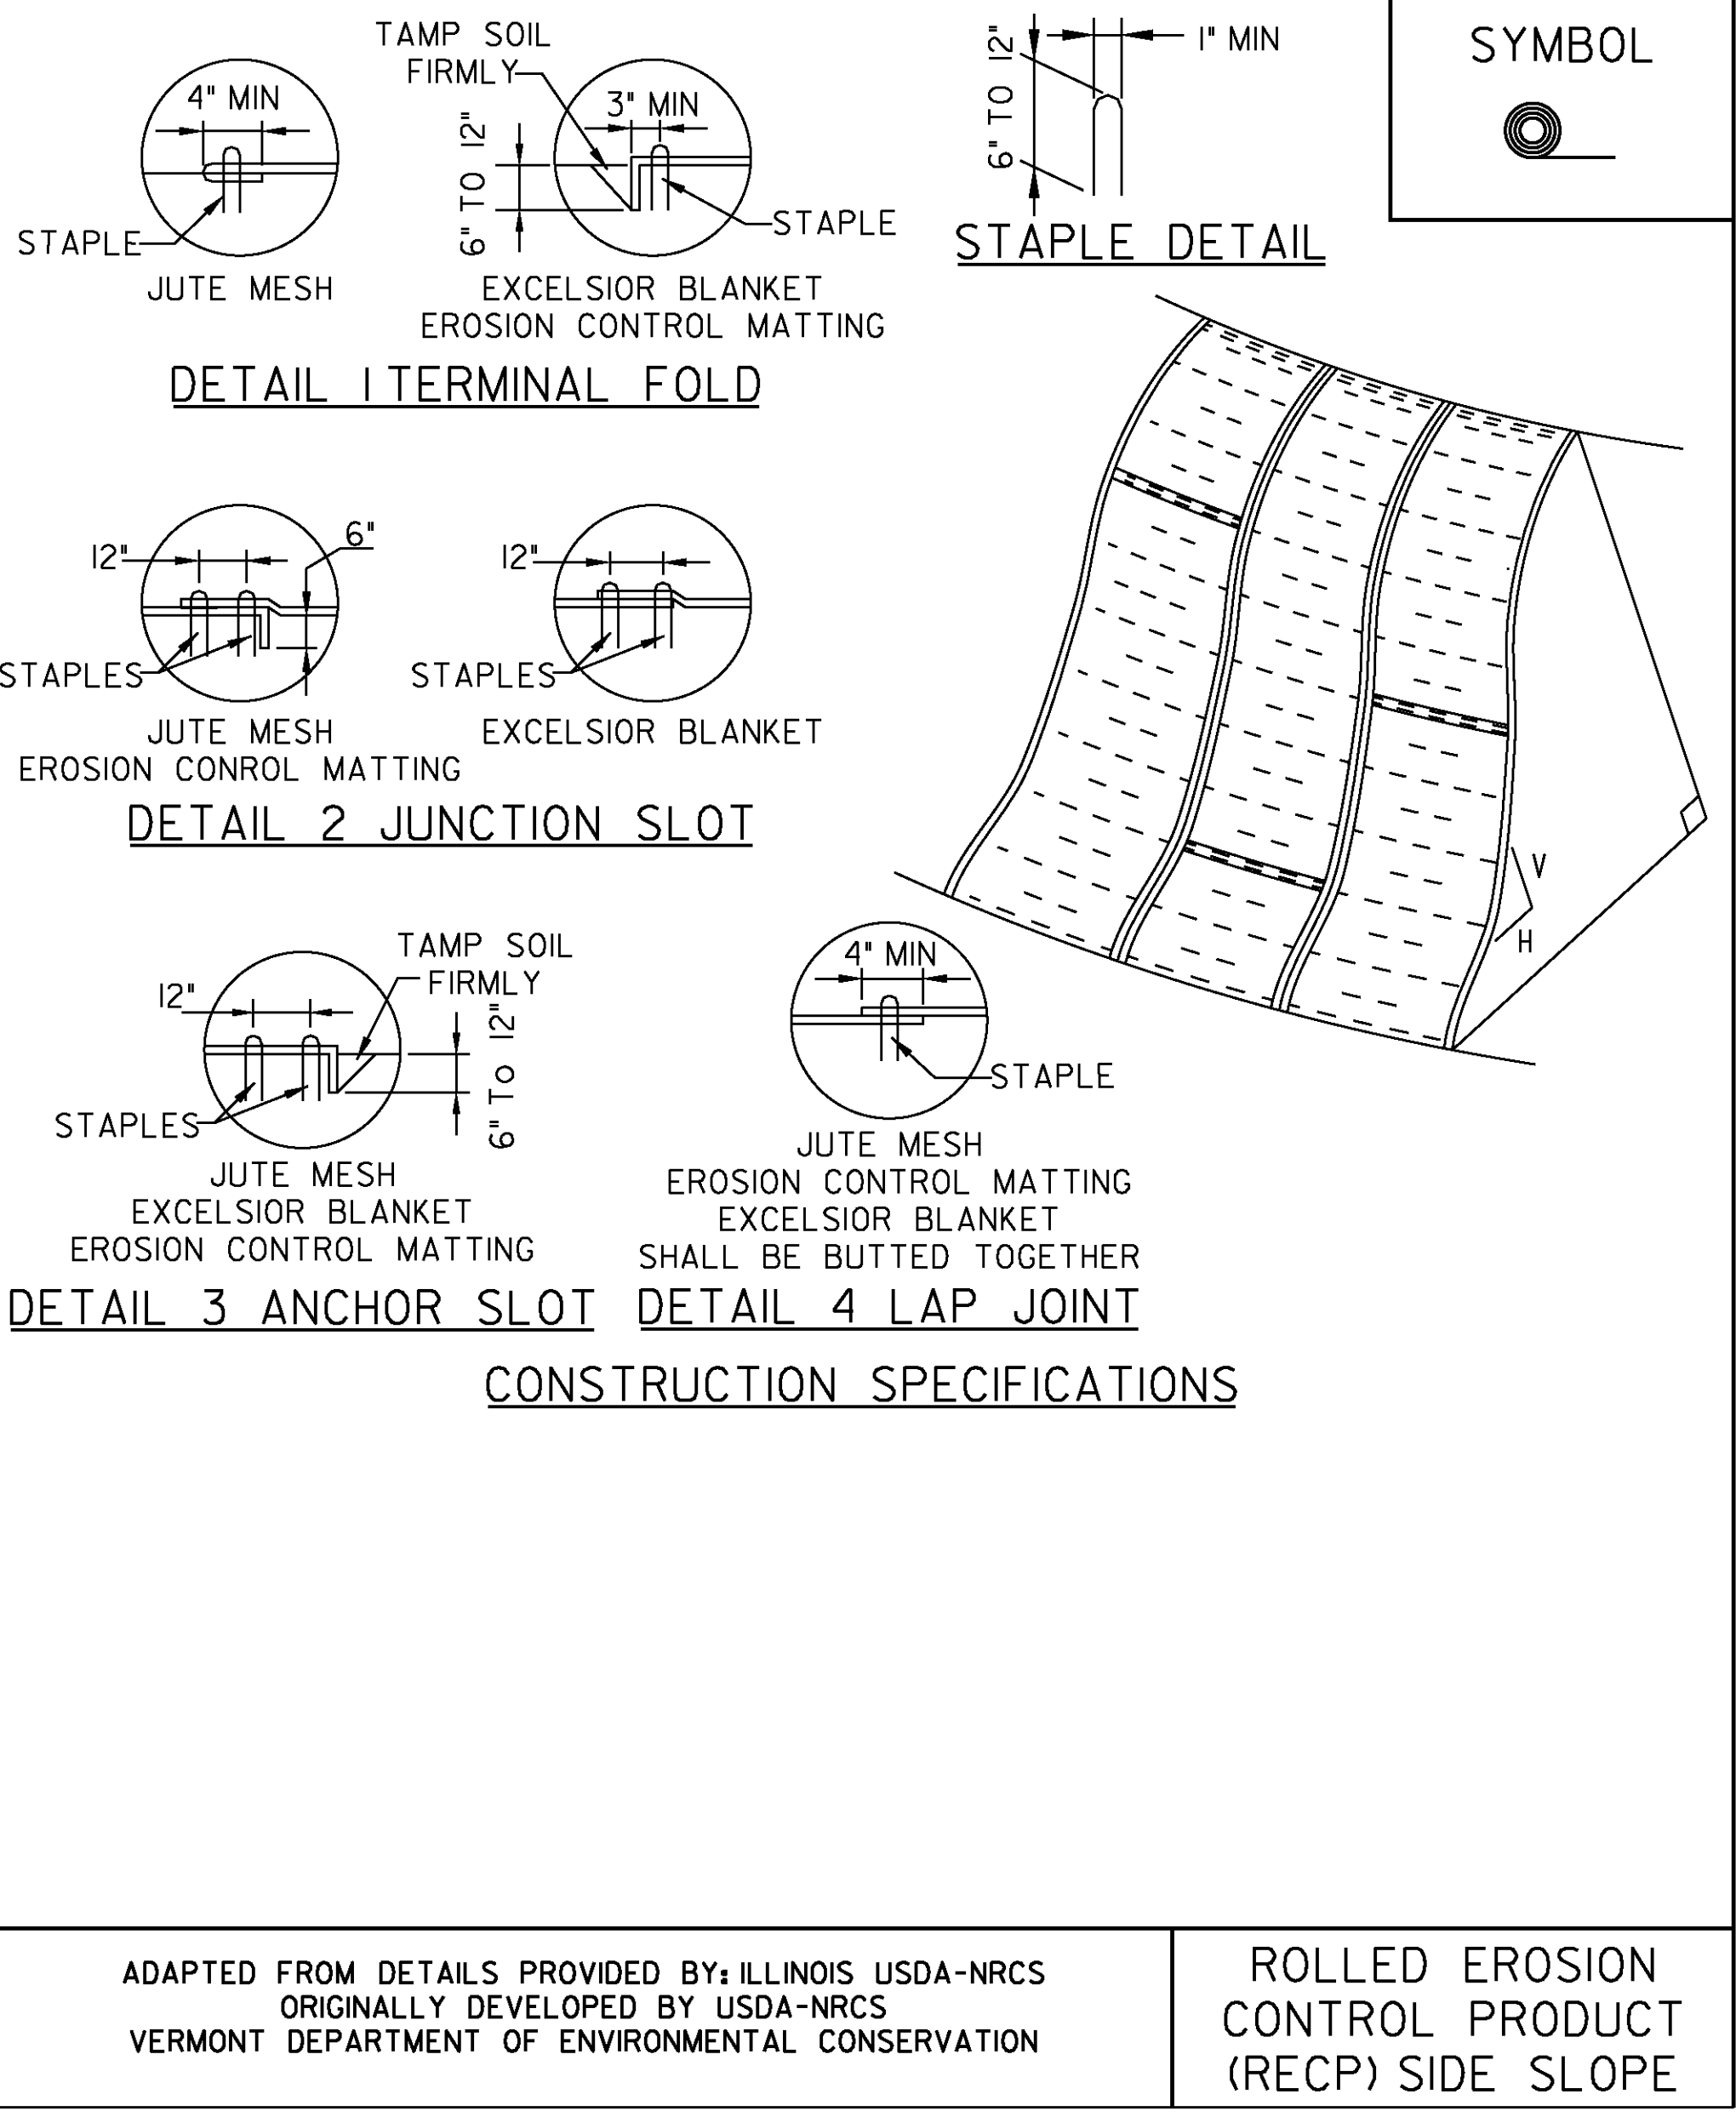 TAMP SOIL
FIRMLY
4" MIN
3" MIN
6" TO 12"
STAPLE
STAPLE
JUTE MESH
EXCELSIOR BLANKET
EROSION CONTROL MATTING
DETAIL 1 TERMINAL FOLD
6" TO 12"
1" MIN
STAPLE DETAIL
SYMBOL
12"
6"
STAPLES
JUTE MESH
EROSION CONROL MATTING
12"
STAPLES
EXCELSIOR BLANKET
DETAIL 2 JUNCTION SLOT
V
H
TAMP SOIL
FIRMLY
12"
6" TO 12"
STAPLES
JUTE MESH
EXCELSIOR BLANKET
EROSION CONTROL MATTING
DETAIL 3 ANCHOR SLOT
4" MIN
STAPLE
JUTE MESH
EROSION CONTROL MATTING
EXCELSIOR BLANKET
SHALL BE BUTTED TOGETHER
DETAIL 4 LAP JOINT
CONSTRUCTION SPECIFICATIONS
ADAPTED FROM DETAILS PROVIDED BY: ILLINOIS USDA-NRCS
ORIGINALLY DEVELOPED BY USDA-NRCS
VERMONT DEPARTMENT OF ENVIRONMENTAL CONSERVATION
ROLLED EROSION
CONTROL PRODUCT
(RECP) SIDE SLOPE